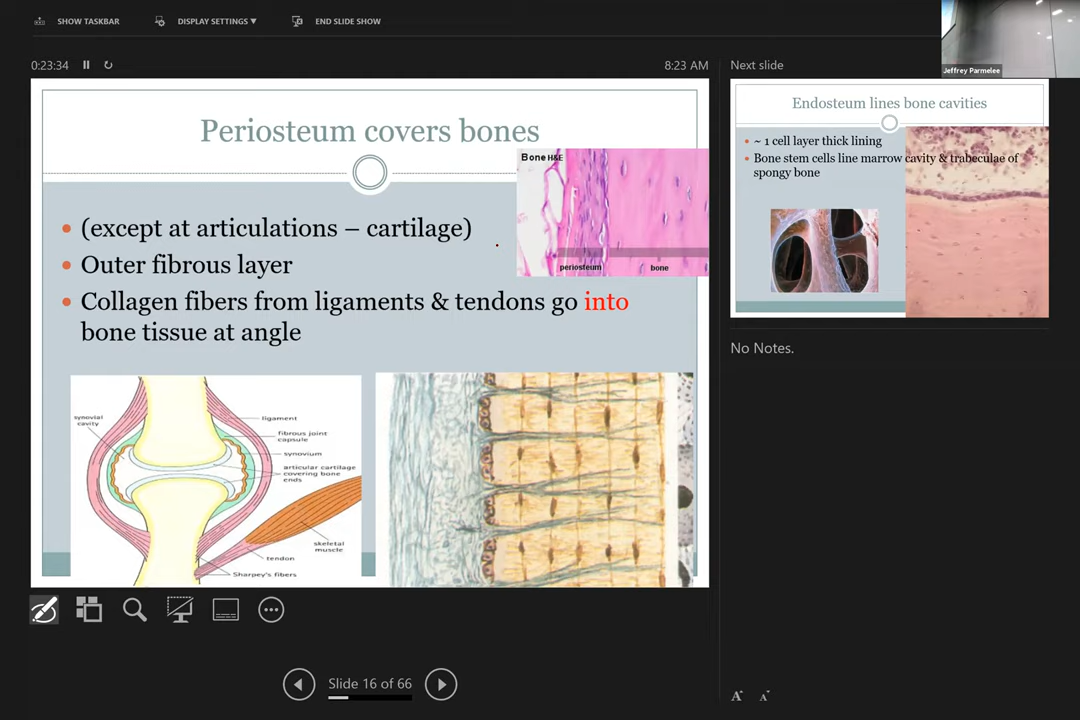 SHOW TASKBAR
DISPLAY SETTINGS ▼
END SLIDE SHOW
0:23:34
8:23 AM
Periosteum covers bones
Bone H&E
periosteum
bone
(except at articulations – cartilage)
Outer fibrous layer
Collagen fibers from ligaments & tendons go into
bone tissue at angle
synovial
cavity
ligament
fibrous joint
capsule
synovium
articular cartilage
covering bone
ends
skeletal
muscle
tendon
Sharpey's fibers
Slide 16 of 66
Next slide
Jeffrey Parmelee
Endosteum lines bone cavities
~ 1 cell layer thick lining
Bone stem cells line marrow cavity & trabeculae of
spongy bone
No Notes.
A
A